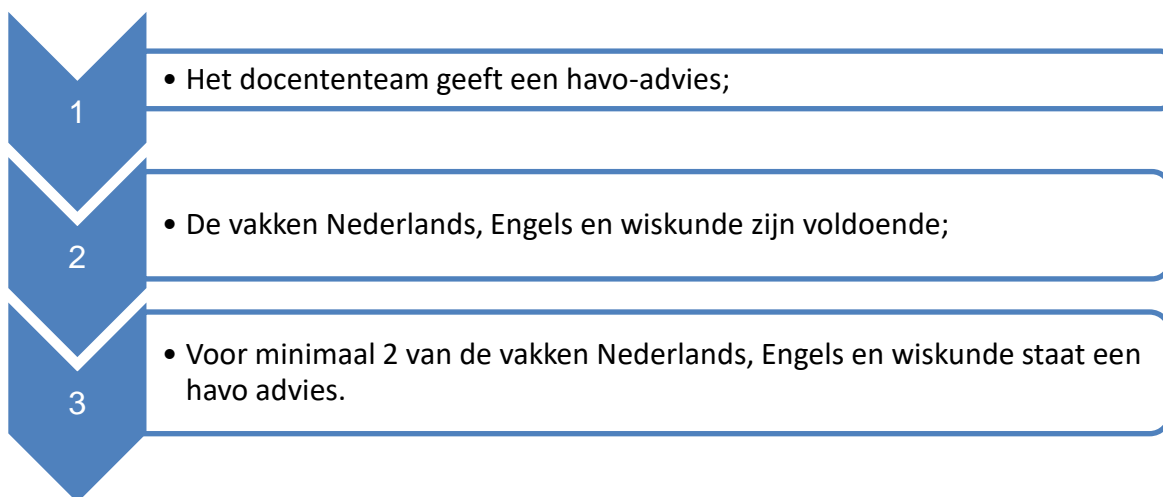 1
• Het docententeam geeft een havo-advies;
2
• De vakken Nederlands, Engels en wiskunde zijn voldoende;
3
• Voor minimaal 2 van de vakken Nederlands, Engels en wiskunde staat een
havo advies.